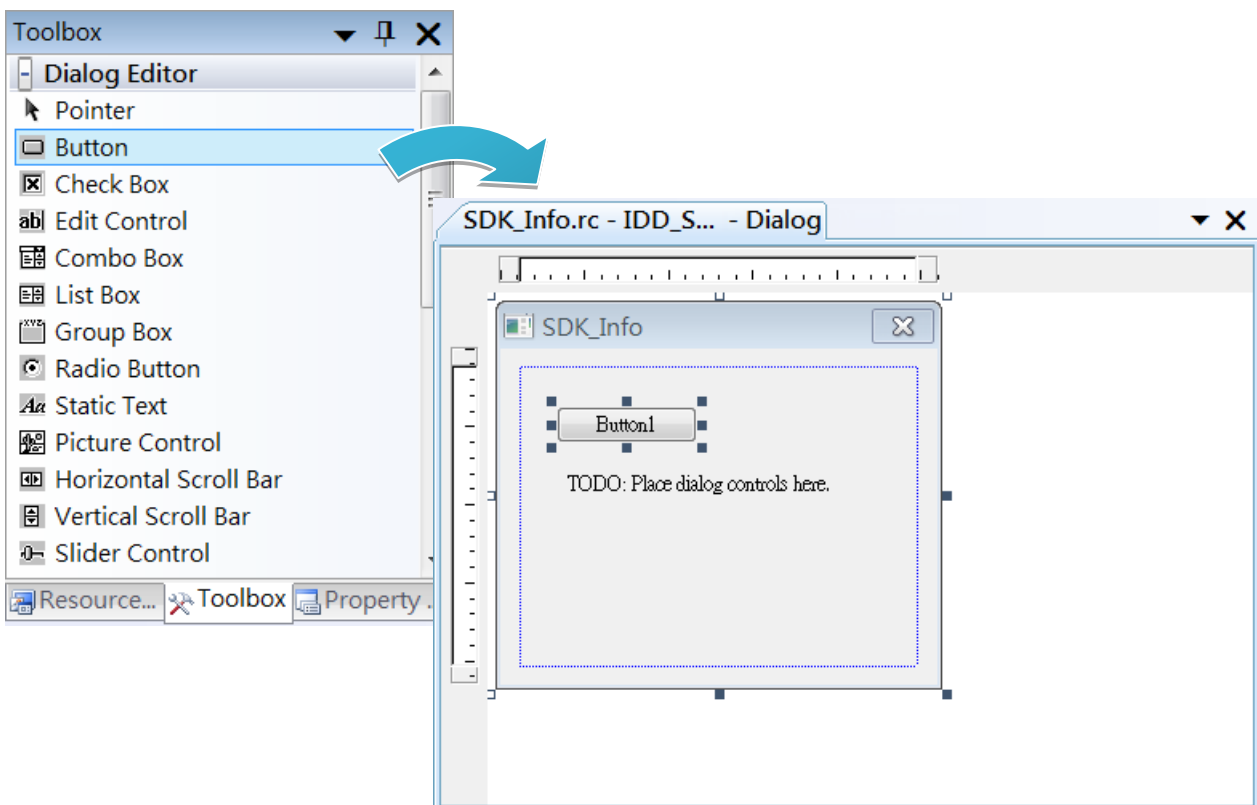 Toolbox
Dialog Editor
Pointer
Button
Check Box
Edit Control
Combo Box
List Box
Group Box
Radio Button
Static Text
Picture Control
Horizontal Scroll Bar
Vertical Scroll Bar
Slider Control
Resource... Toolbox Property .
SDK_Info.rc - IDD_S... - Dialog
SDK_Info
Button1
TODO: Place dialog controls here.